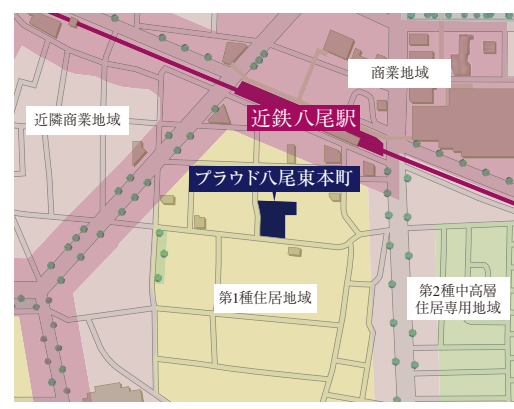 商業地域
近鉄八尾駅
近隣商業地域
プラウド八尾東本町
第1種住居地域
第2種中高層
住居専用地域